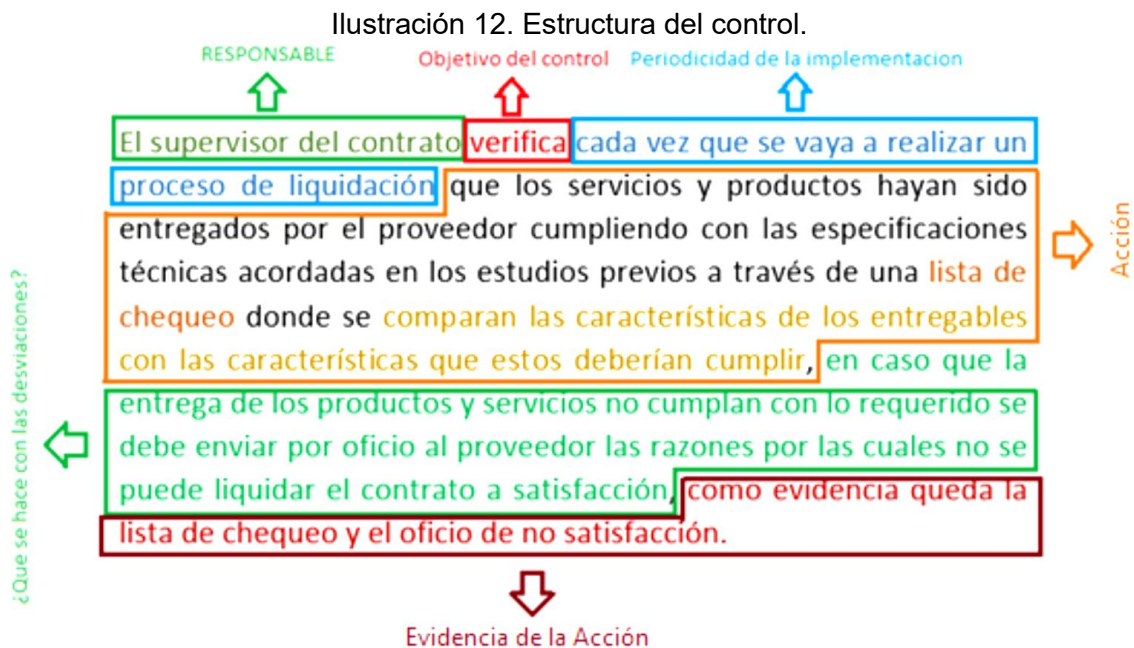 Ilustración 12. Estructura del control.
RESPONSABLE
Objetivo del control
Periodicidad de la implementacion
El supervisor del contrato verifica cada vez que se vaya a realizar un
proceso de liquidación que los servicios y productos hayan sido
entregados por el proveedor cumpliendo con las especificaciones
técnicas acordadas en los estudios previos a través de una lista de
chequeo donde se comparan las características de los entregables
con las características que estos deberían cumplir, en caso que la
entrega de los productos y servicios no cumplan con lo requerido se
debe enviar por oficio al proveedor las razones por las cuales no se
puede liquidar el contrato a satisfacción, como evidencia queda la
lista de chequeo y el oficio de no satisfacción.
Acción
¿Que se hace con las desviaciones?
Evidencia de la Acción